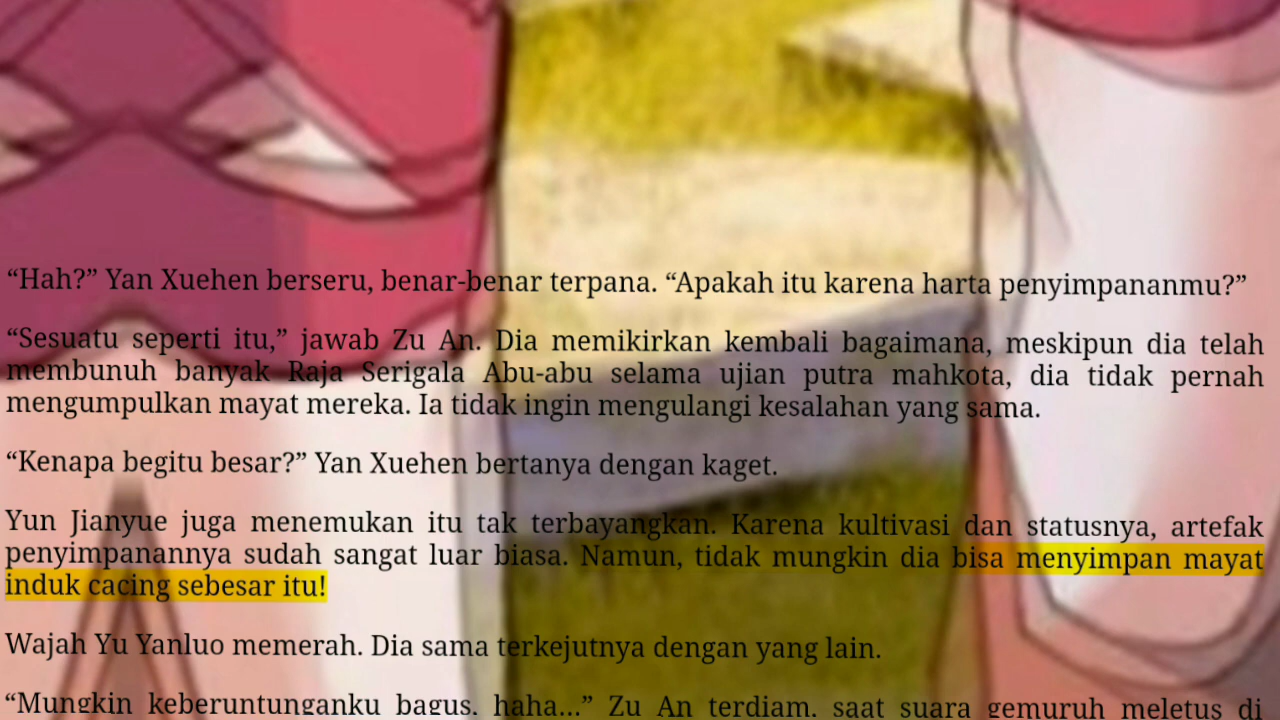 “Hah?” Yan Xuehen berseru, benar-benar terpana. “Apakah itu karena harta penyimpananmu?”
“Sesuatu seperti itu,” jawab Zu An. Dia memikirkan kembali bagaimana, meskipun dia telah
membunuh banyak Raja Serigala Abu-abu selama ujian putra mahkota, dia tidak pernah
mengumpulkan mayat mereka. Ia tidak ingin mengulangi kesalahan yang sama.
“Kenapa begitu besar?” Yan Xuehen bertanya dengan kaget.
Yun Jianyue juga menemukan itu tak terbayangkan. Karena kultivasi dan statusnya, artefak
penyimpanannya sudah sangat luar biasa. Namun, tidak mungkin dia bisa menyimpan mayat
induk cacing sebesar itu!
Wajah Yu Yanluo memerah. Dia sama terkejutnya dengan yang lain.
“Mungkin keberuntunganku bagus, haha…” Zu An terdiam, saat suara gemuruh meletus di